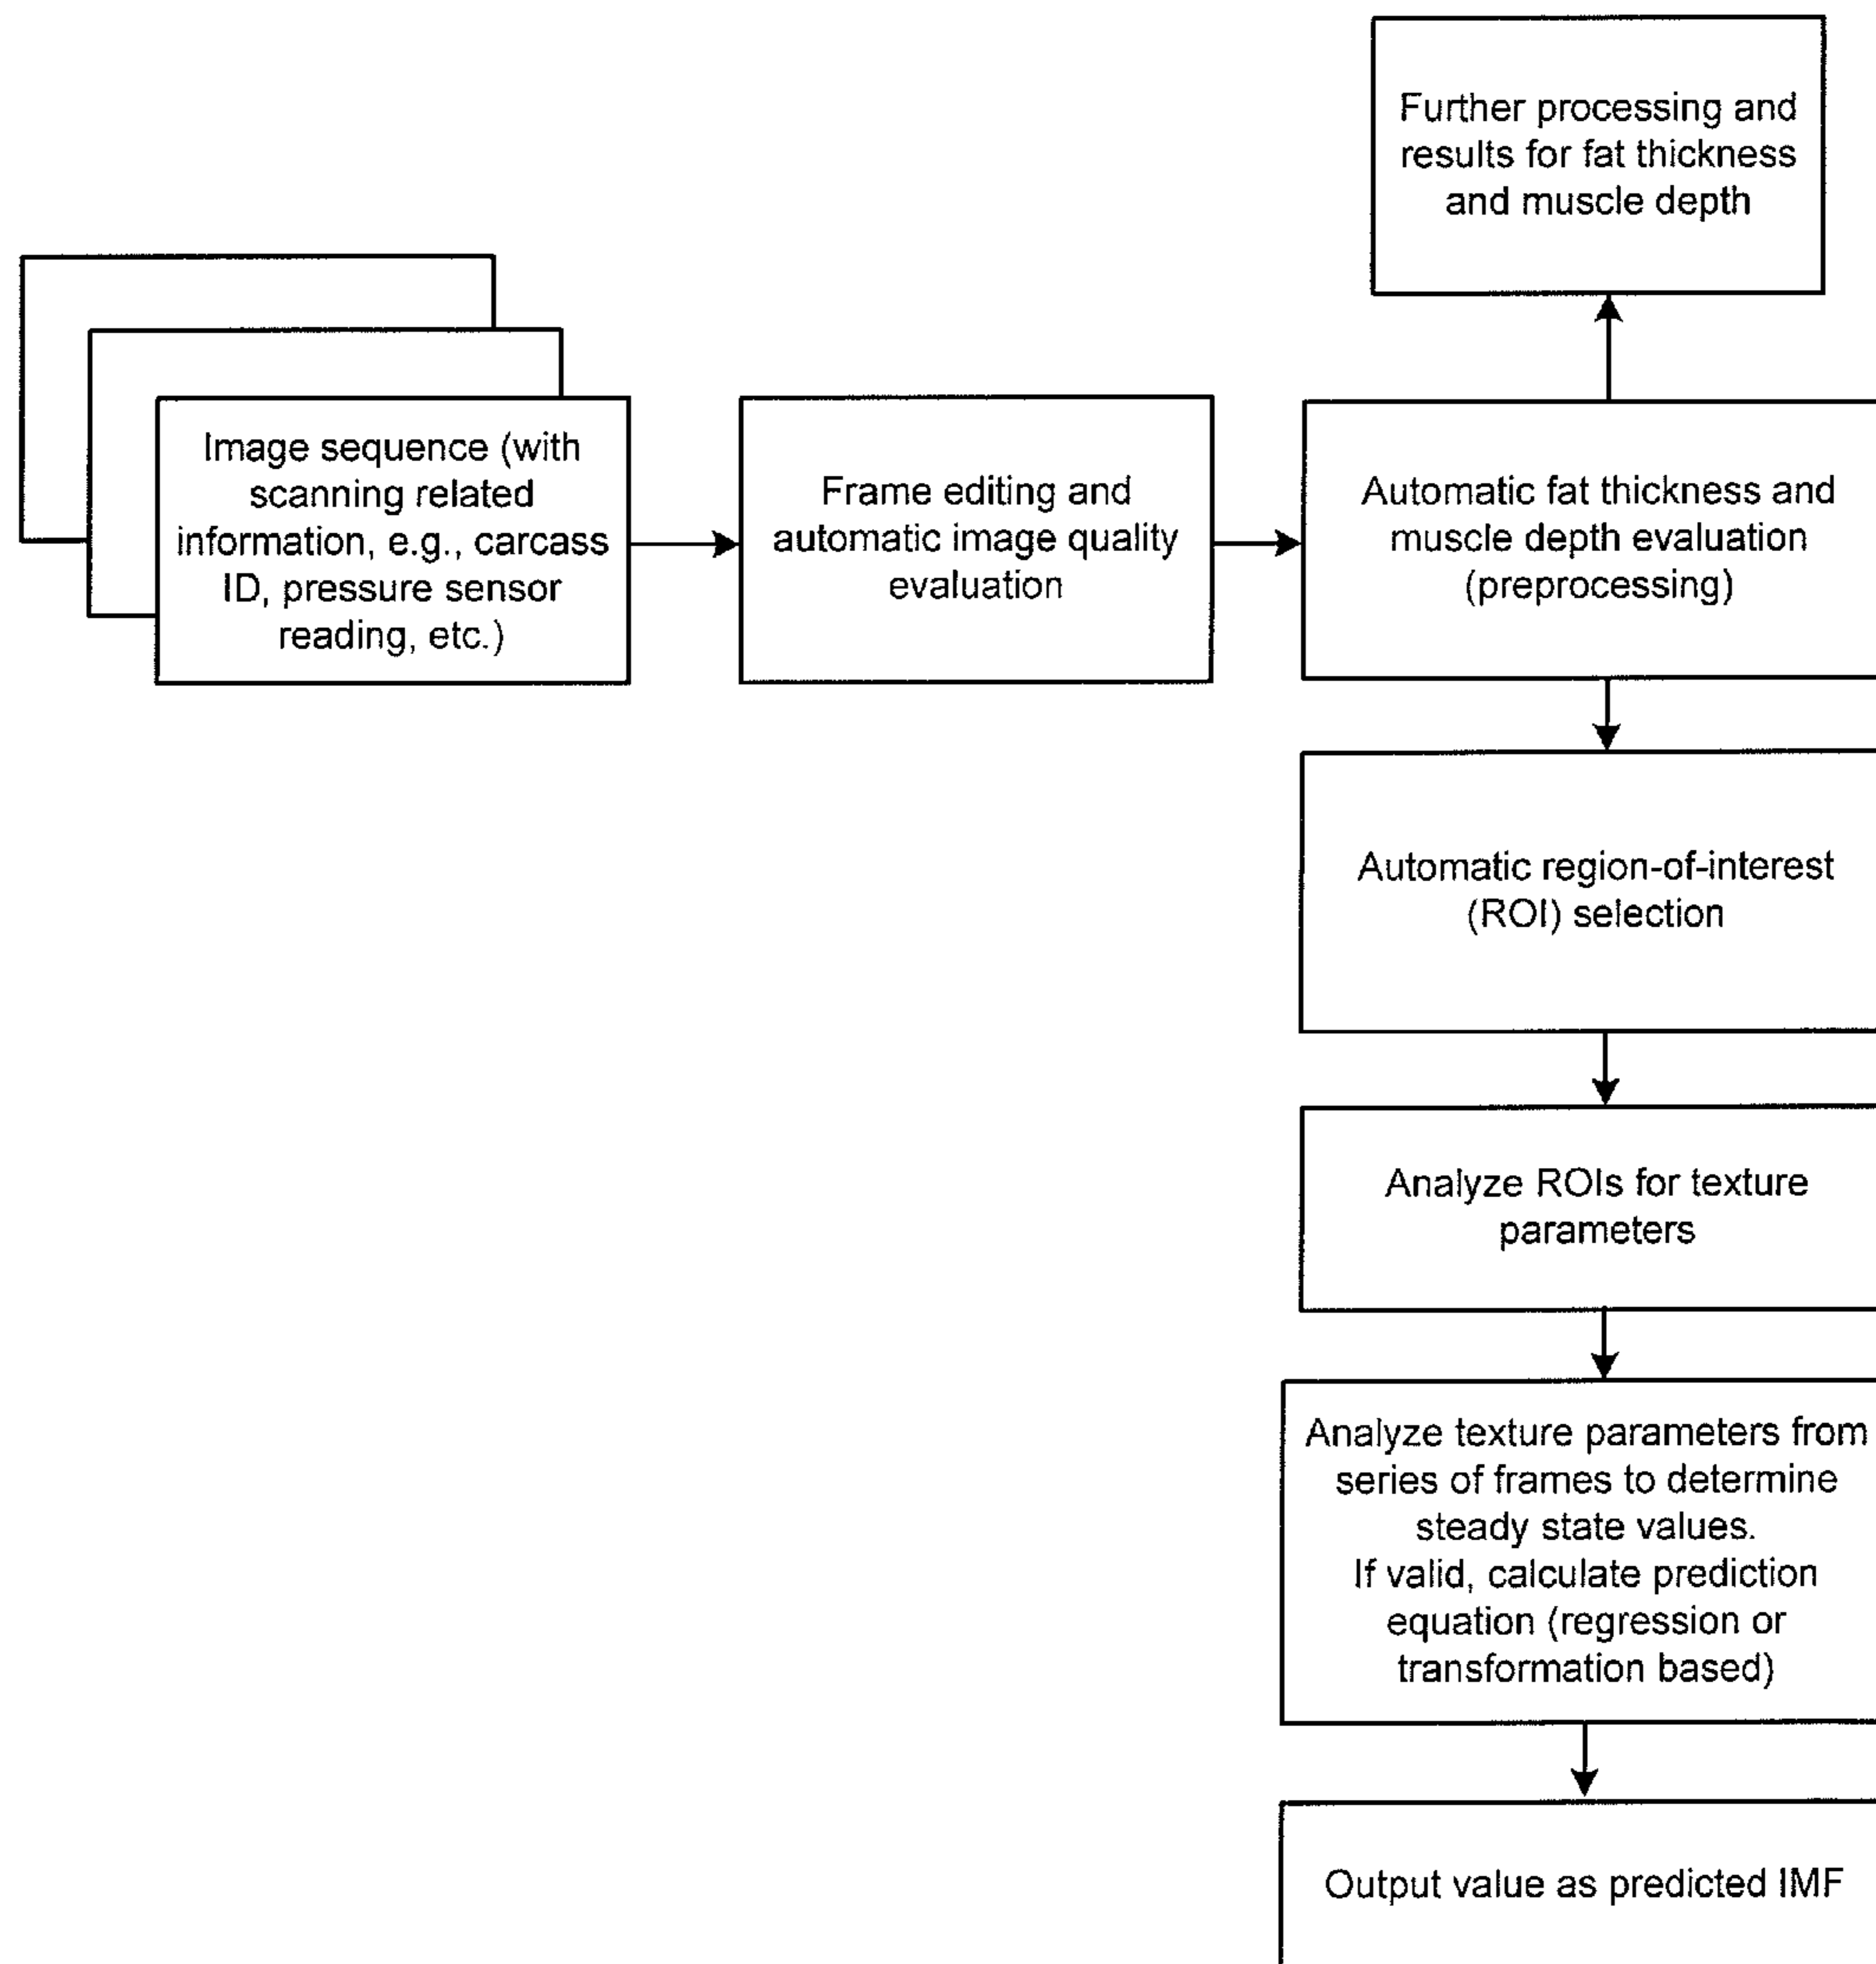 Further processing and
results for fat thickness
and muscle depth
Image sequence (with
scanning related
information, e.g., carcass
ID, pressure sensor
reading, etc.)
Frame editing and
automatic image quality
evaluation
Automatic fat thickness and
muscle depth evaluation
(preprocessing)
Automatic region-of-interest
(ROI) selection
Analyze ROIs for texture
parameters
Analyze texture parameters from
series of frames to determine
steady state values.
If valid, calculate prediction
equation (regression or
transformation based)
Output value as predicted IMF